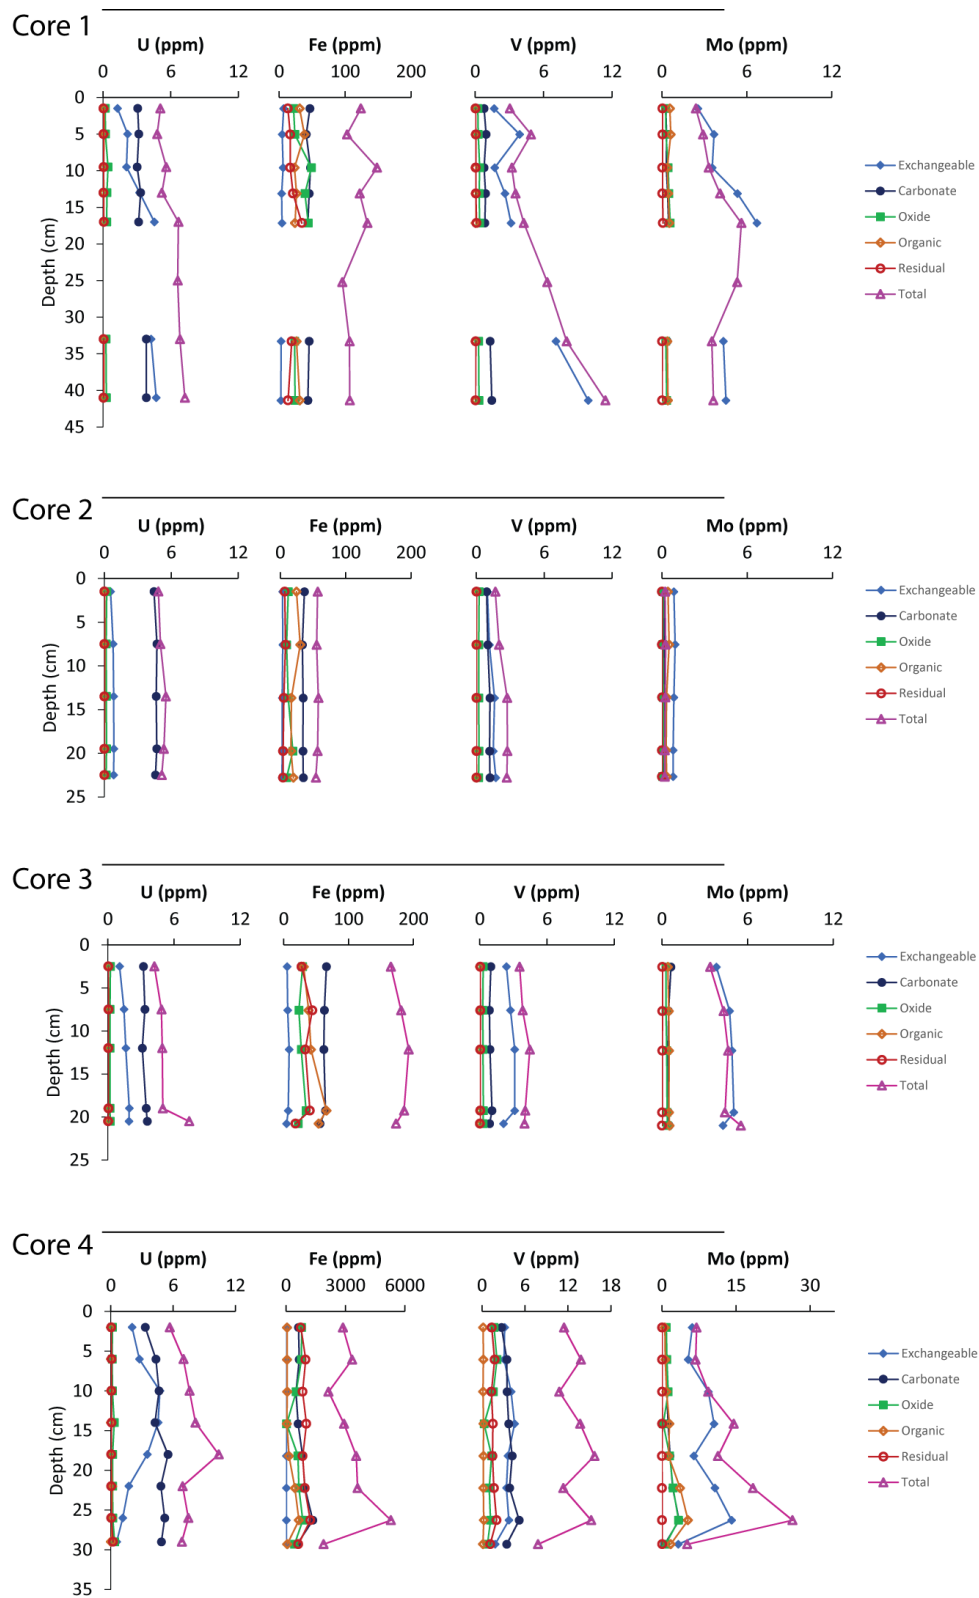 Core 1
U (ppm) Fe (ppm) V (ppm) Mo (ppm)
0 6 12 0 100 200 0 6 12 0 6 12
0
5
10
15
20
25
30
35
40
45
Depth (cm)
Exchangeable
Carbonate
Oxide
Organic
Residual
Total
Core 2
U (ppm) Fe (ppm) V (ppm) Mo (ppm)
0 6 12 0 100 200 0 6 12 0 6 12
0
5
10
15
20
25
Depth (cm)
Exchangeable
Carbonate
Oxide
Organic
Residual
Total
Core 3
U (ppm) Fe (ppm) V (ppm) Mo (ppm)
0 6 12 0 100 200 0 6 12 0 6 12
0
5
10
15
20
25
Depth (cm)
Exchangeable
Carbonate
Oxide
Organic
Residual
Total
Core 4
U (ppm) Fe (ppm) V (ppm) Mo (ppm)
0 6 12 0 3000 6000 0 6 12 18 0 15 30
0
5
10
15
20
25
30
35
Depth (cm)
Exchangeable
Carbonate
Oxide
Organic
Residual
Total